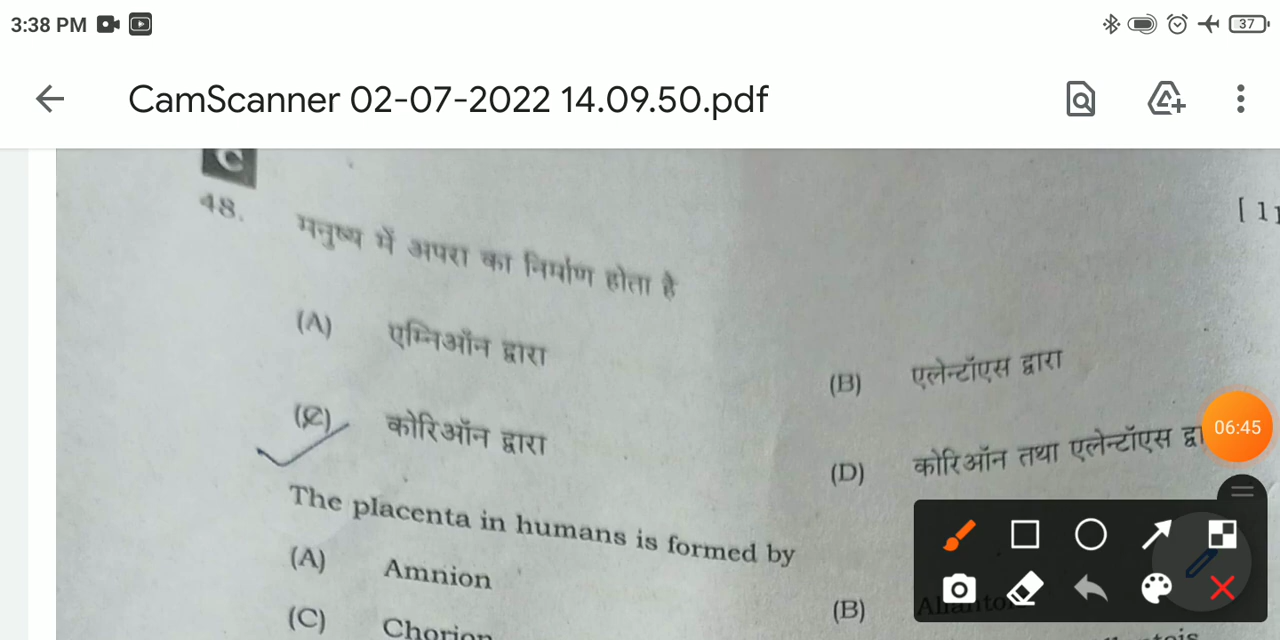 3:38 PM
37
CamScanner 02-07-2022 14.09.50.pdf
C
48.
[ 1
मनुष्य में अपरा का निर्माण होता है
(A) एम्निऑन द्वारा
(B) एलेन्टॉएस द्वारा
(C) कोरिऑन द्वारा
(D) कोरिऑन तथा एलेन्टॉएस
06:45
The placenta in humans is formed by
(A) Amnion
(B)
(C) Chorion